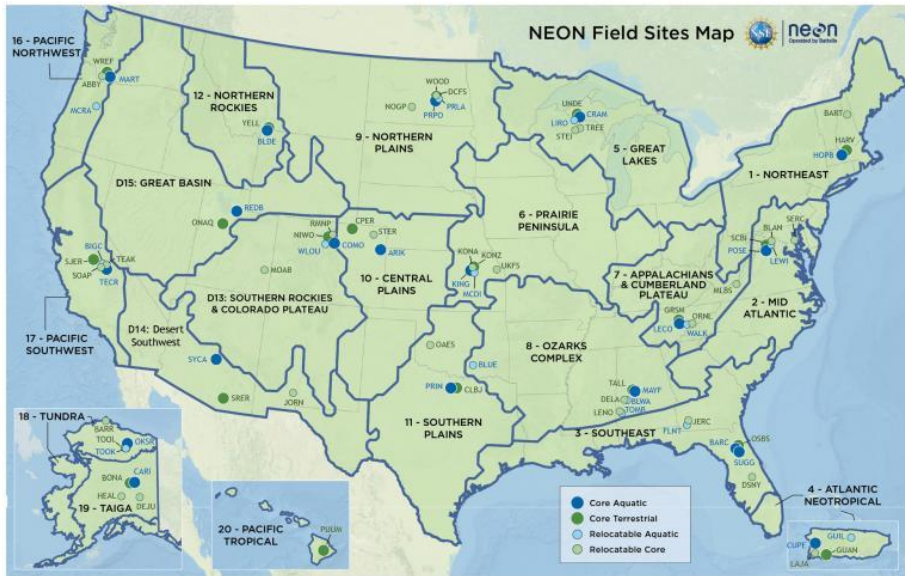 NEON Field Sites Map
NSF
neon
Operated by Battelle
16 - PACIFIC
NORTHWEST
WREF
ABBY
MART
MCRA
12 - NORTHERN
ROCKIES
YELL
BLDE
WOOD
DCFS
NOGP
PRLA
PRPO
9 - NORTHERN
PLAINS
UNDE
LIRO
CRAM
STEI
TREE
5 - GREAT
LAKES
BART
HARV
HOPB
1 - NORTHEAST
D15: GREAT BASIN
REDB
ONAQ
6 - PRAIRIE
PENINSULA
RMNP
CPER
NIWO
STER
WLOU
COMO
ARIK
KONA
KONZ
UKFS
KING
MCDI
SERC
BLAN
SCBI
POSE
LEWI
BIGC
SJER
TEAK
SOAP
TECR
MOAB
10 - CENTRAL
PLAINS
D13: SOUTHERN ROCKIES
& COLORADO PLATEAU
7 - APPALACHIANS
& CUMBERLAND
PLATEAU
MLBS
2 - MID
ATLANTIC
GRSM
ORNL
LECO
WALK
17 - PACIFIC
SOUTHWEST
D14: Desert
Southwest
SYCA
SRER
JORN
OAES
BLUE
PRIN
CLBJ
8 - OZARKS
COMPLEX
TALL
MAYF
DELA
BLWA
LENO
TOMB
11 - SOUTHERN
PLAINS
3 - SOUTHEAST
JERC
FLNT
OSBS
BARC
SUGG
DSNY
18 - TUNDRA
BARR
TOOL
OKSR
TOOK
BONA
CARI
HEAL
DEJU
19 - TAIGA
20 - PACIFIC
TROPICAL
PUUM
Core Aquatic
Core Terrestrial
Relocatable Aquatic
Relocatable Core
4 - ATLANTIC
NEOTROPICAL
GUIL
CUPE
GUAN
LAJA